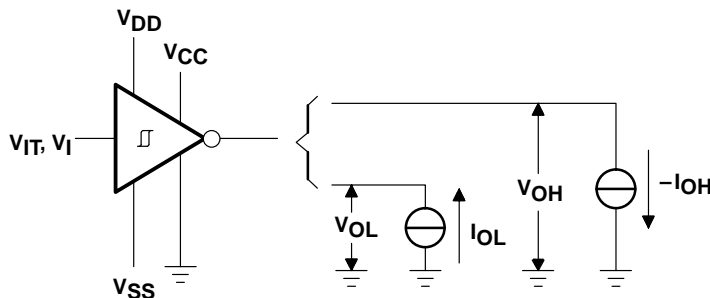 VDD
VCC
VIT, VI
VSS
VOL
IOL
VOH
–IOH